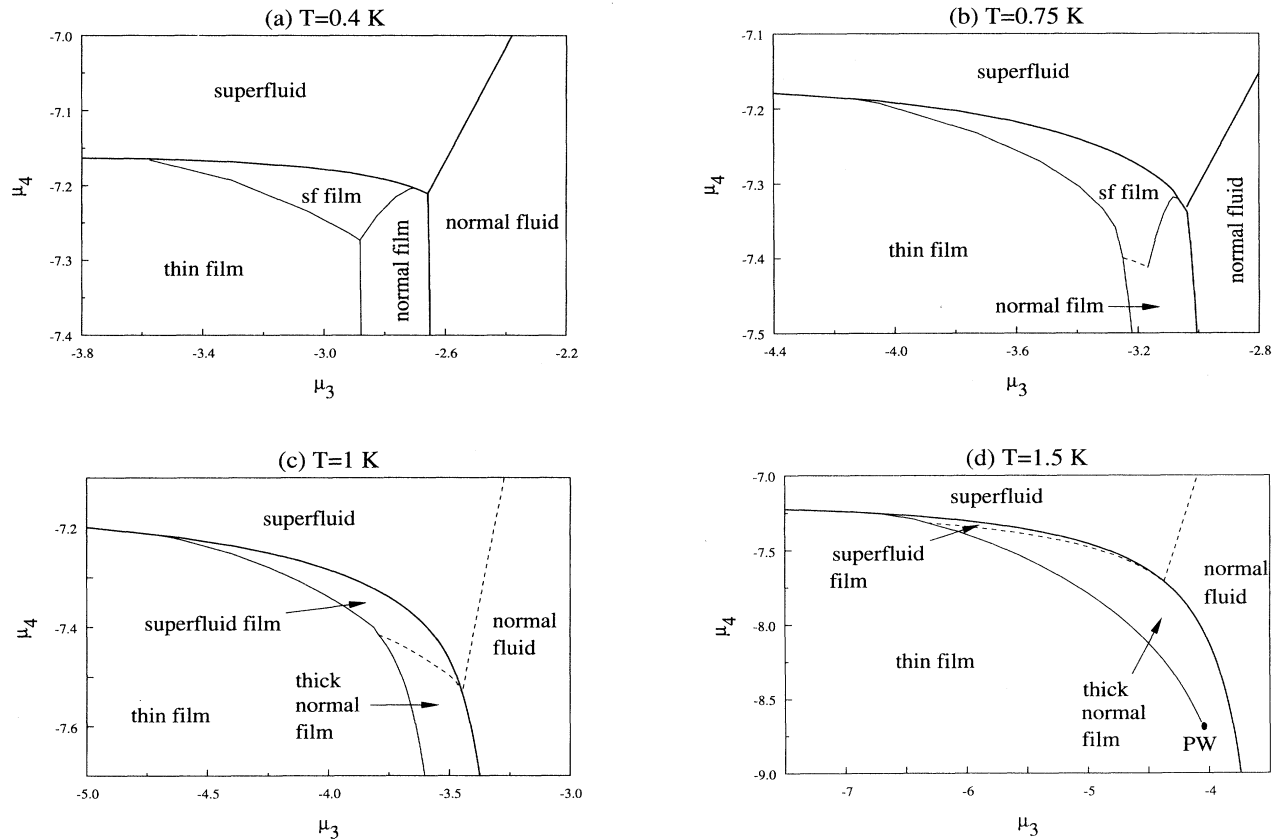 (a) T=0.4 K
-7.0
-7.1
-7.2
-7.3
-7.4
μ4
superfluid
sf film
normal fluid
normal film
thin film
-3.8
-3.4
-3.0
-2.6
-2.2
μ3
(b) T=0.75 K
-7.1
-7.2
-7.3
-7.4
-7.5
μ4
superfluid
sf film
thin film
normal fluid
normal film
-4.4
-4.0
-3.6
-3.2
-2.8
μ3
(c) T=1 K
-7.2
-7.4
-7.6
μ4
superfluid
superfluid film
normal
fluid
thick
normal
film
thin film
-5.0
-4.5
-4.0
-3.5
-3.0
μ3
(d) T=1.5 K
-7.0
-7.5
-8.0
-8.5
-9.0
μ4
superfluid
superfluid
film
normal
fluid
thin film
thick
normal
film
PW
-7
-6
-5
-4
μ3